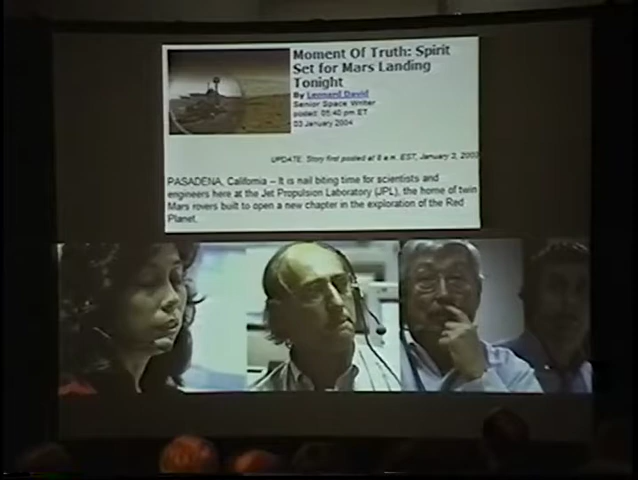 Moment Of Truth: Spirit
Set for Mars Landing
Tonight
By Leonard David
Senior Space Writer
posted: 05:40 pm ET
03 January 2004
UPDATE: Story first posted at 8 a.m. EST, January 2, 2003
PASADENA, California – It is nail biting time for scientists and
engineers here at the Jet Propulsion Laboratory (JPL), the home of twin
Mars rovers built to open a new chapter in the exploration of the Red
Planet.